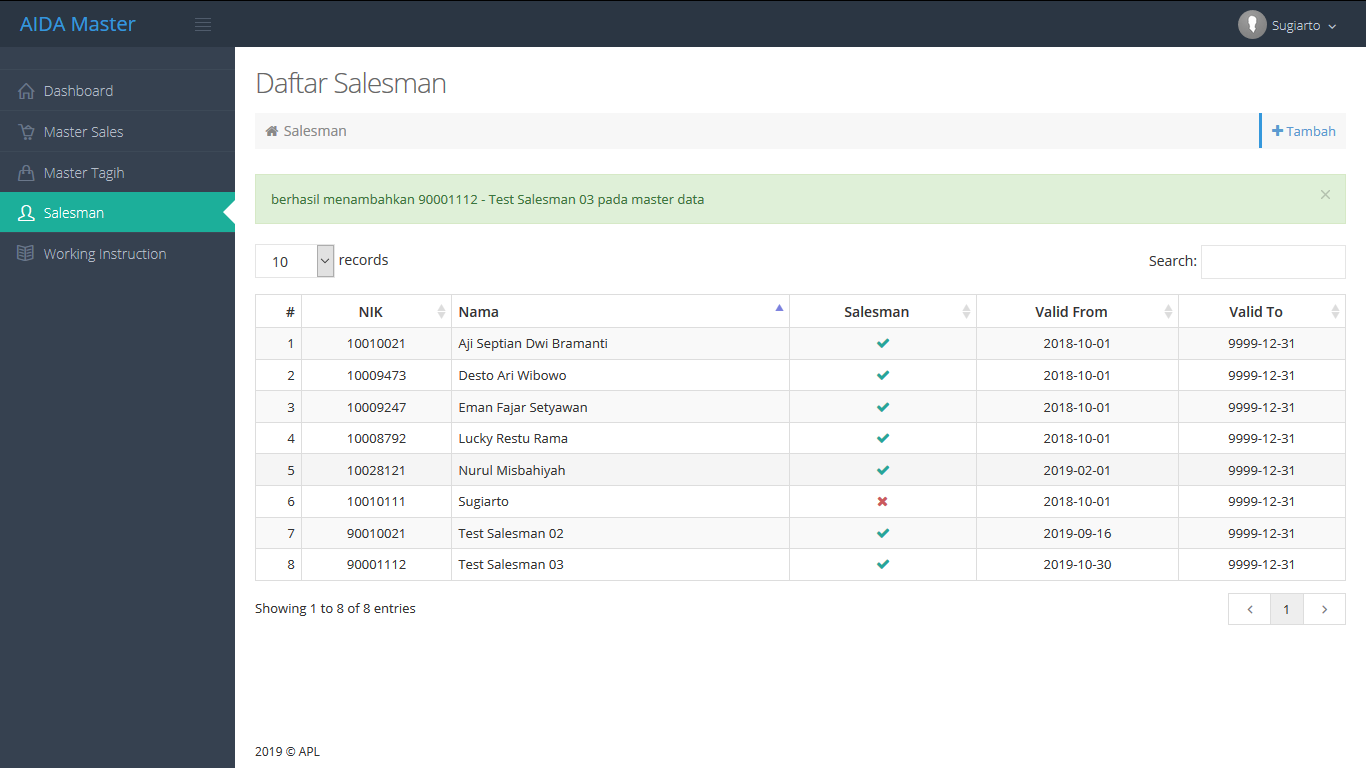 AIDA Master
Sugiarto
Dashboard
Master Sales
Master Tagih
Salesman
Working Instruction
Daftar Salesman
Salesman
Tambah
berhasil menambahkan 90001112 - Test Salesman 03 pada master data
×
10 records
Search:
# NIK Nama Salesman Valid From Valid To
1 10010021 Aji Septian Dwi Bramanti 2018-10-01 9999-12-31
2 10009473 Desto Ari Wibowo 2018-10-01 9999-12-31
3 10009247 Eman Fajar Setyawan 2018-10-01 9999-12-31
4 10008792 Lucky Restu Rama 2018-10-01 9999-12-31
5 10028121 Nurul Misbahiyah 2019-02-01 9999-12-31
6 10010111 Sugiarto 2018-10-01 9999-12-31
7 90010021 Test Salesman 02 2019-09-16 9999-12-31
8 90001112 Test Salesman 03 2019-10-30 9999-12-31
Showing 1 to 8 of 8 entries
1
2019 © APL